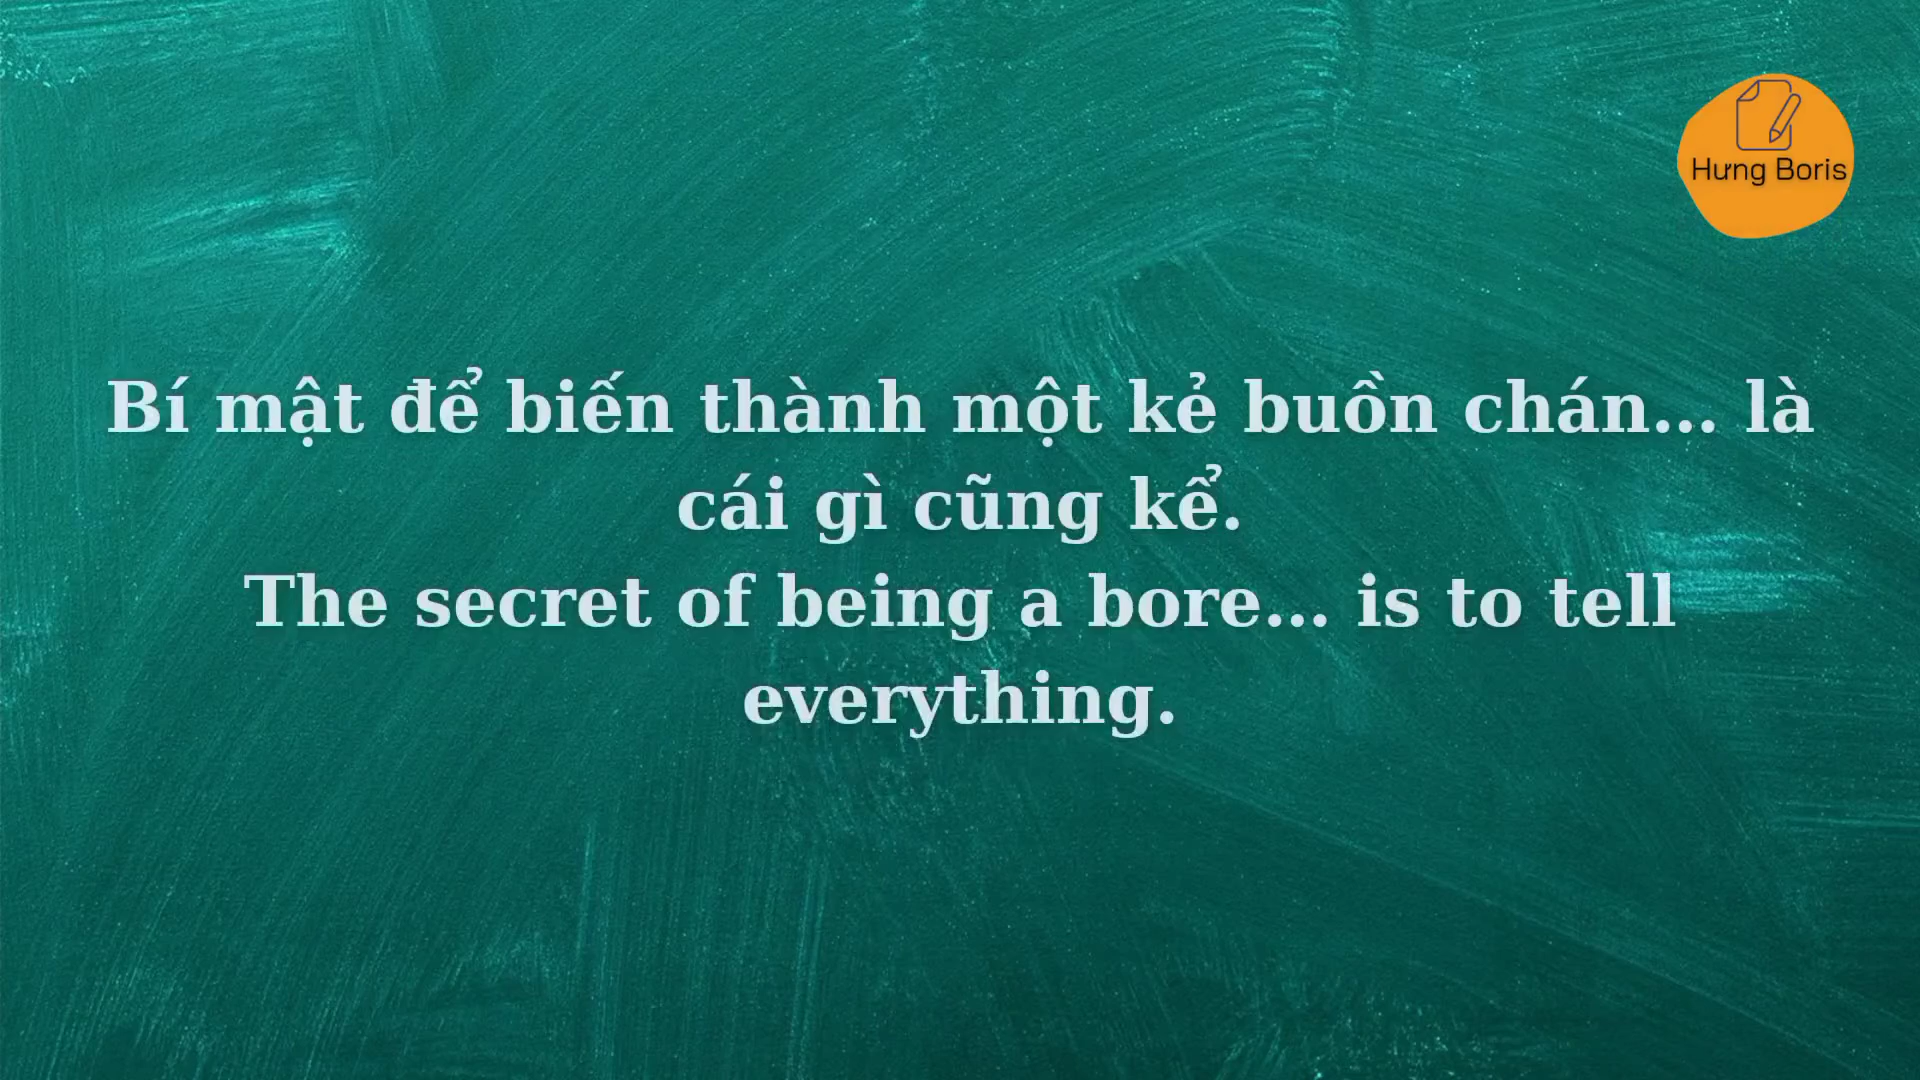 Hưng Boris
Bí mật để biến thành một kẻ buồn chán... là
cái gì cũng kể.
The secret of being a bore... is to tell
everything.